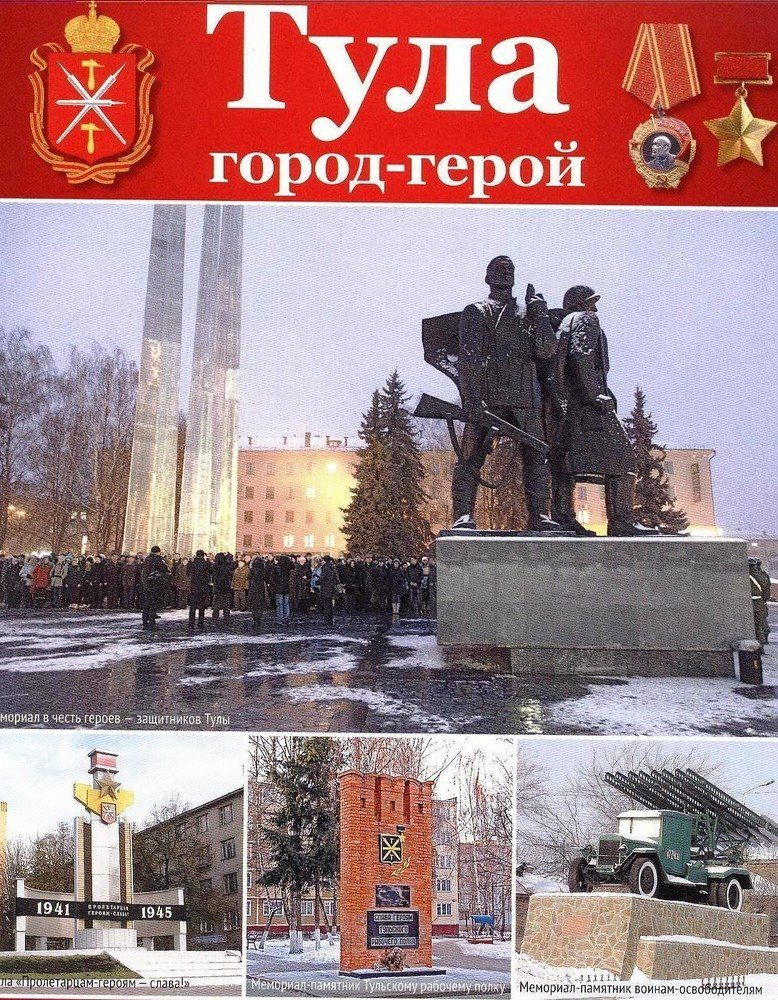 Тула
город-герой
мориал в честь героев — защитников Тулы
1941
ПРОЛЕТАРЦАМ
ГЕРОЯМ-СЛАВА!
1945
СЛАВА ГЕРОЯМ
ТУЛЬСКОГО
РАБОЧЕГО ПОЛКА
ла «Пролетарцам-героям — слава!»
Мемориал-памятник Тульскому рабочему полку
Мемориал-памятник воинам-освободителям